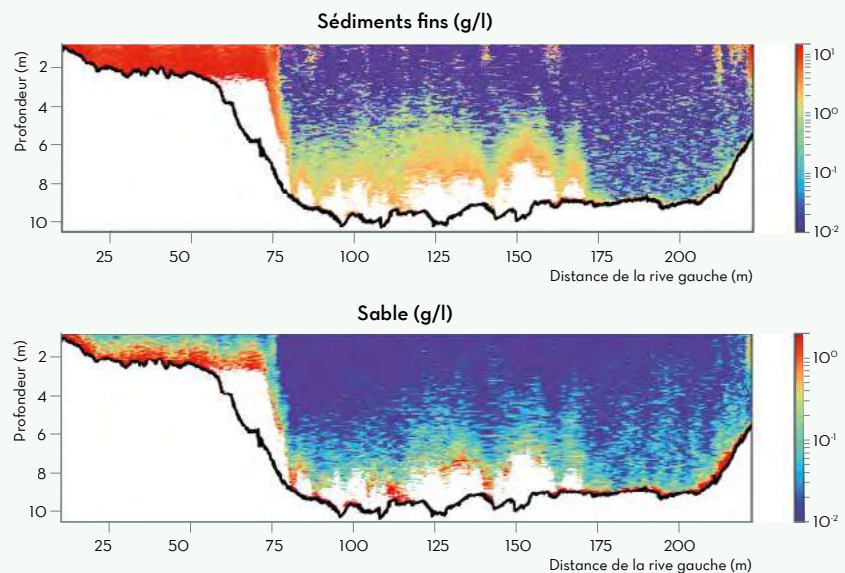 Sédiments fins (g/l)
Profondeur (m)
2
4
6
8
10
25 50 75 100 125 150 175 200
Distance de la rive gauche (m)
10¹
10⁰
10⁻¹
10⁻²
Sable (g/l)
Profondeur (m)
2
4
6
8
10
25 50 75 100 125 150 175 200
Distance de la rive gauche (m)
10⁰
10⁻¹
10⁻²